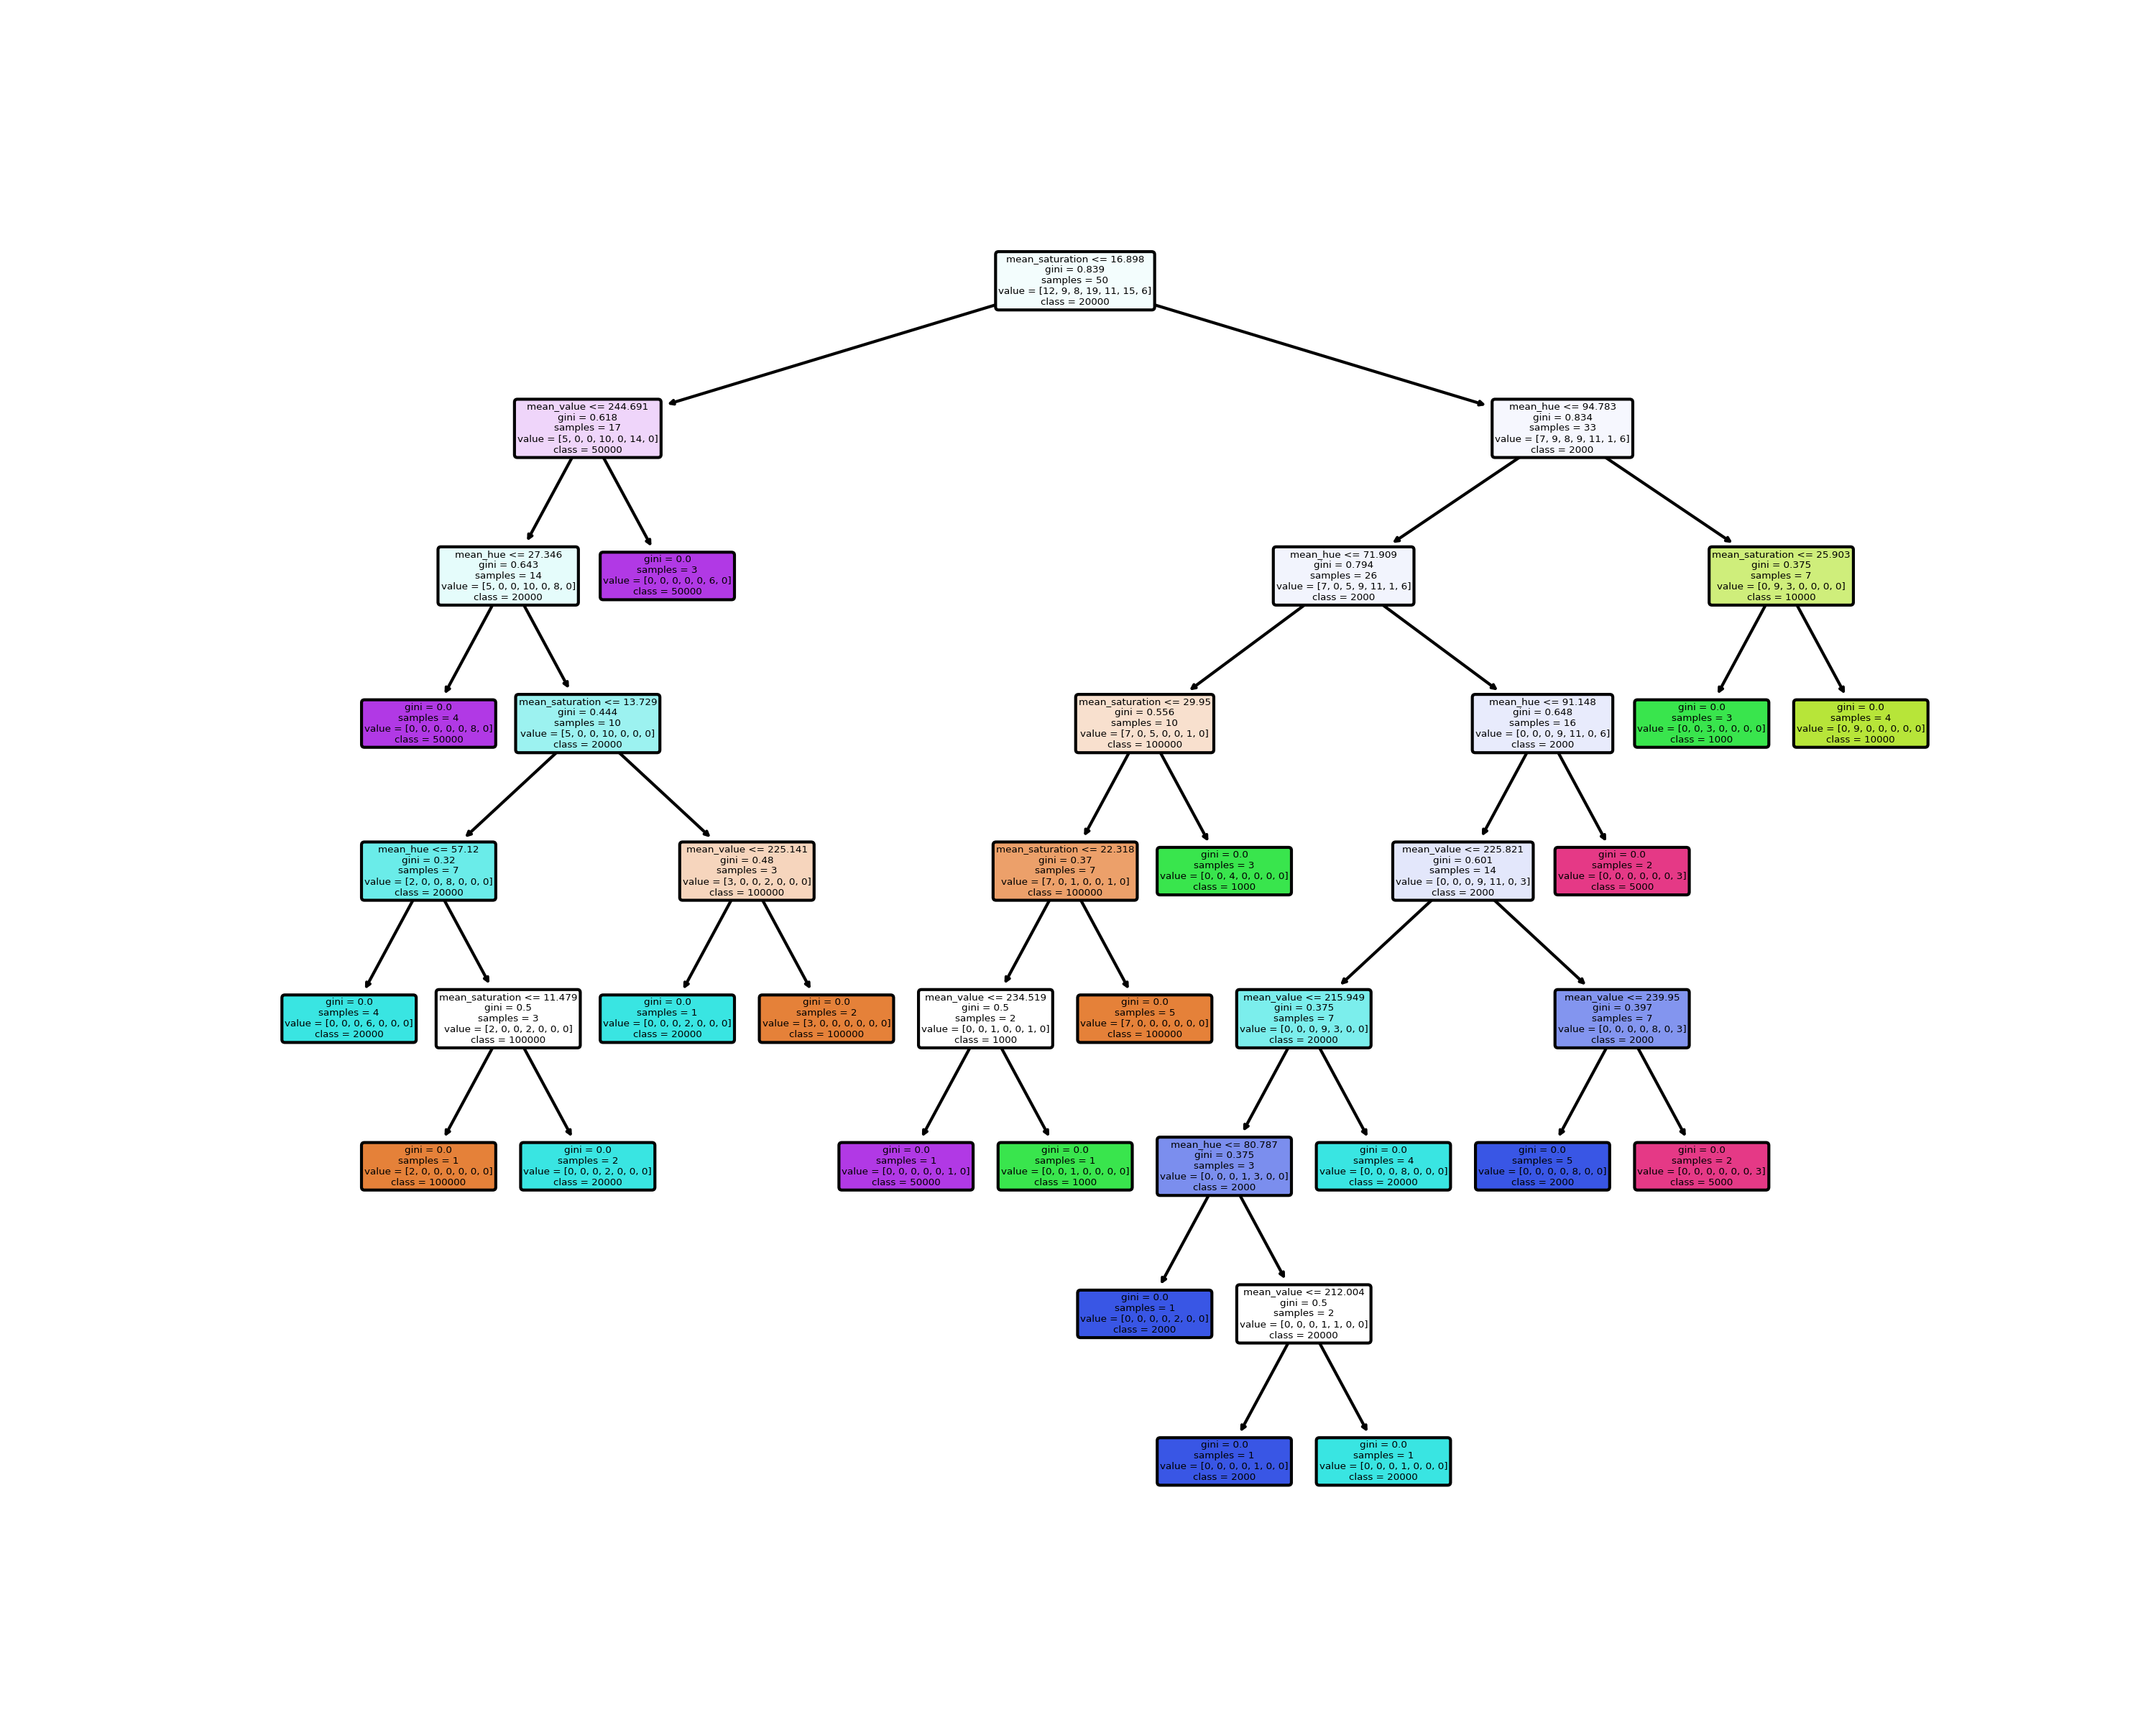 mean_saturation <= 16.898
gini = 0.839
samples = 50
value = [12, 9, 8, 19, 11, 15, 6]
class = 20000
mean_value <= 244.691
gini = 0.618
samples = 17
value = [5, 0, 0, 10, 0, 14, 0]
class = 50000
mean_hue <= 94.783
gini = 0.834
samples = 33
value = [7, 9, 8, 9, 11, 1, 6]
class = 2000
mean_hue <= 27.346
gini = 0.643
samples = 14
value = [5, 0, 0, 10, 0, 8, 0]
class = 20000
gini = 0.0
samples = 3
value = [0, 0, 0, 0, 0, 6, 0]
class = 50000
mean_hue <= 71.909
gini = 0.794
samples = 26
value = [7, 0, 5, 9, 11, 1, 6]
class = 2000
mean_saturation <= 25.903
gini = 0.375
samples = 7
value = [0, 9, 3, 0, 0, 0, 0]
class = 10000
gini = 0.0
samples = 4
value = [0, 0, 0, 0, 0, 8, 0]
class = 50000
mean_saturation <= 13.729
gini = 0.444
samples = 10
value = [5, 0, 0, 10, 0, 0, 0]
class = 20000
mean_saturation <= 29.95
gini = 0.556
samples = 10
value = [7, 0, 5, 0, 0, 1, 0]
class = 100000
mean_hue <= 91.148
gini = 0.648
samples = 16
value = [0, 0, 0, 9, 11, 0, 6]
class = 2000
gini = 0.0
samples = 3
value = [0, 0, 3, 0, 0, 0, 0]
class = 1000
gini = 0.0
samples = 4
value = [0, 9, 0, 0, 0, 0, 0]
class = 10000
mean_hue <= 57.12
gini = 0.32
samples = 7
value = [2, 0, 0, 8, 0, 0, 0]
class = 20000
mean_value <= 225.141
gini = 0.48
samples = 3
value = [3, 0, 0, 2, 0, 0, 0]
class = 100000
mean_saturation <= 22.318
gini = 0.37
samples = 7
value = [7, 0, 1, 0, 0, 1, 0]
class = 100000
gini = 0.0
samples = 3
value = [0, 0, 4, 0, 0, 0, 0]
class = 1000
mean_value <= 225.821
gini = 0.601
samples = 14
value = [0, 0, 0, 9, 11, 0, 3]
class = 2000
gini = 0.0
samples = 2
value = [0, 0, 0, 0, 0, 0, 3]
class = 5000
gini = 0.0
samples = 4
value = [0, 0, 0, 6, 0, 0, 0]
class = 20000
mean_saturation <= 11.479
gini = 0.5
samples = 3
value = [2, 0, 0, 2, 0, 0, 0]
class = 100000
gini = 0.0
samples = 1
value = [0, 0, 0, 2, 0, 0, 0]
class = 20000
gini = 0.0
samples = 2
value = [3, 0, 0, 0, 0, 0, 0]
class = 100000
mean_value <= 234.519
gini = 0.5
samples = 2
value = [0, 0, 1, 0, 0, 1, 0]
class = 1000
gini = 0.0
samples = 5
value = [7, 0, 0, 0, 0, 0, 0]
class = 100000
mean_value <= 215.949
gini = 0.375
samples = 7
value = [0, 0, 0, 9, 3, 0, 0]
class = 20000
mean_value <= 239.95
gini = 0.397
samples = 7
value = [0, 0, 0, 0, 8, 0, 3]
class = 2000
gini = 0.0
samples = 1
value = [2, 0, 0, 0, 0, 0, 0]
class = 100000
gini = 0.0
samples = 2
value = [0, 0, 0, 2, 0, 0, 0]
class = 20000
gini = 0.0
samples = 1
value = [0, 0, 0, 0, 0, 1, 0]
class = 50000
gini = 0.0
samples = 1
value = [0, 0, 1, 0, 0, 0, 0]
class = 1000
mean_hue <= 80.787
gini = 0.375
samples = 3
value = [0, 0, 0, 1, 3, 0, 0]
class = 2000
gini = 0.0
samples = 4
value = [0, 0, 0, 8, 0, 0, 0]
class = 20000
gini = 0.0
samples = 5
value = [0, 0, 0, 0, 8, 0, 0]
class = 2000
gini = 0.0
samples = 2
value = [0, 0, 0, 0, 0, 0, 3]
class = 5000
gini = 0.0
samples = 1
value = [0, 0, 0, 0, 2, 0, 0]
class = 2000
mean_value <= 212.004
gini = 0.5
samples = 2
value = [0, 0, 0, 1, 1, 0, 0]
class = 20000
gini = 0.0
samples = 1
value = [0, 0, 0, 0, 1, 0, 0]
class = 2000
gini = 0.0
samples = 1
value = [0, 0, 0, 1, 0, 0, 0]
class = 20000